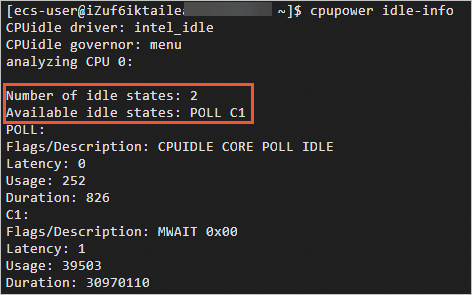 [ecs-user@iZuf6iktailea ~]$ cpupower idle-info
CPUidle driver: intel_idle
CPUidle governor: menu
analyzing CPU 0:
Number of idle states: 2
Available idle states: POLL C1
POLL:
Flags/Description: CPUIDLE CORE POLL IDLE
Latency: 0
Usage: 252
Duration: 826
C1:
Flags/Description: MWAIT 0x00
Latency: 1
Usage: 39503
Duration: 30970110